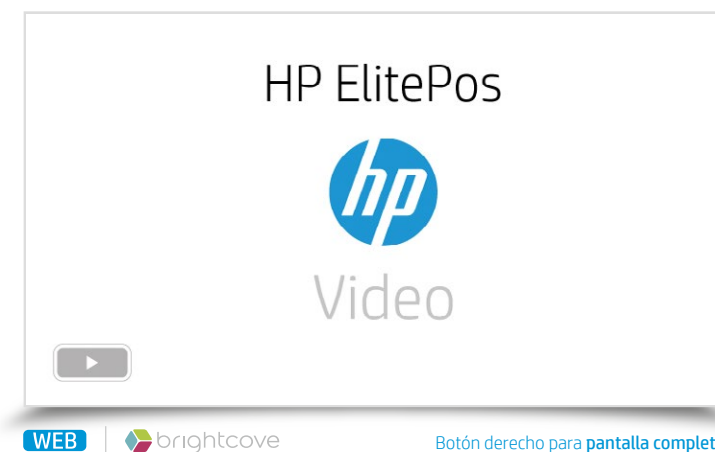 HP ElitePos
hp
Video
WEB | brightcove
Botón derecho para pantalla complet